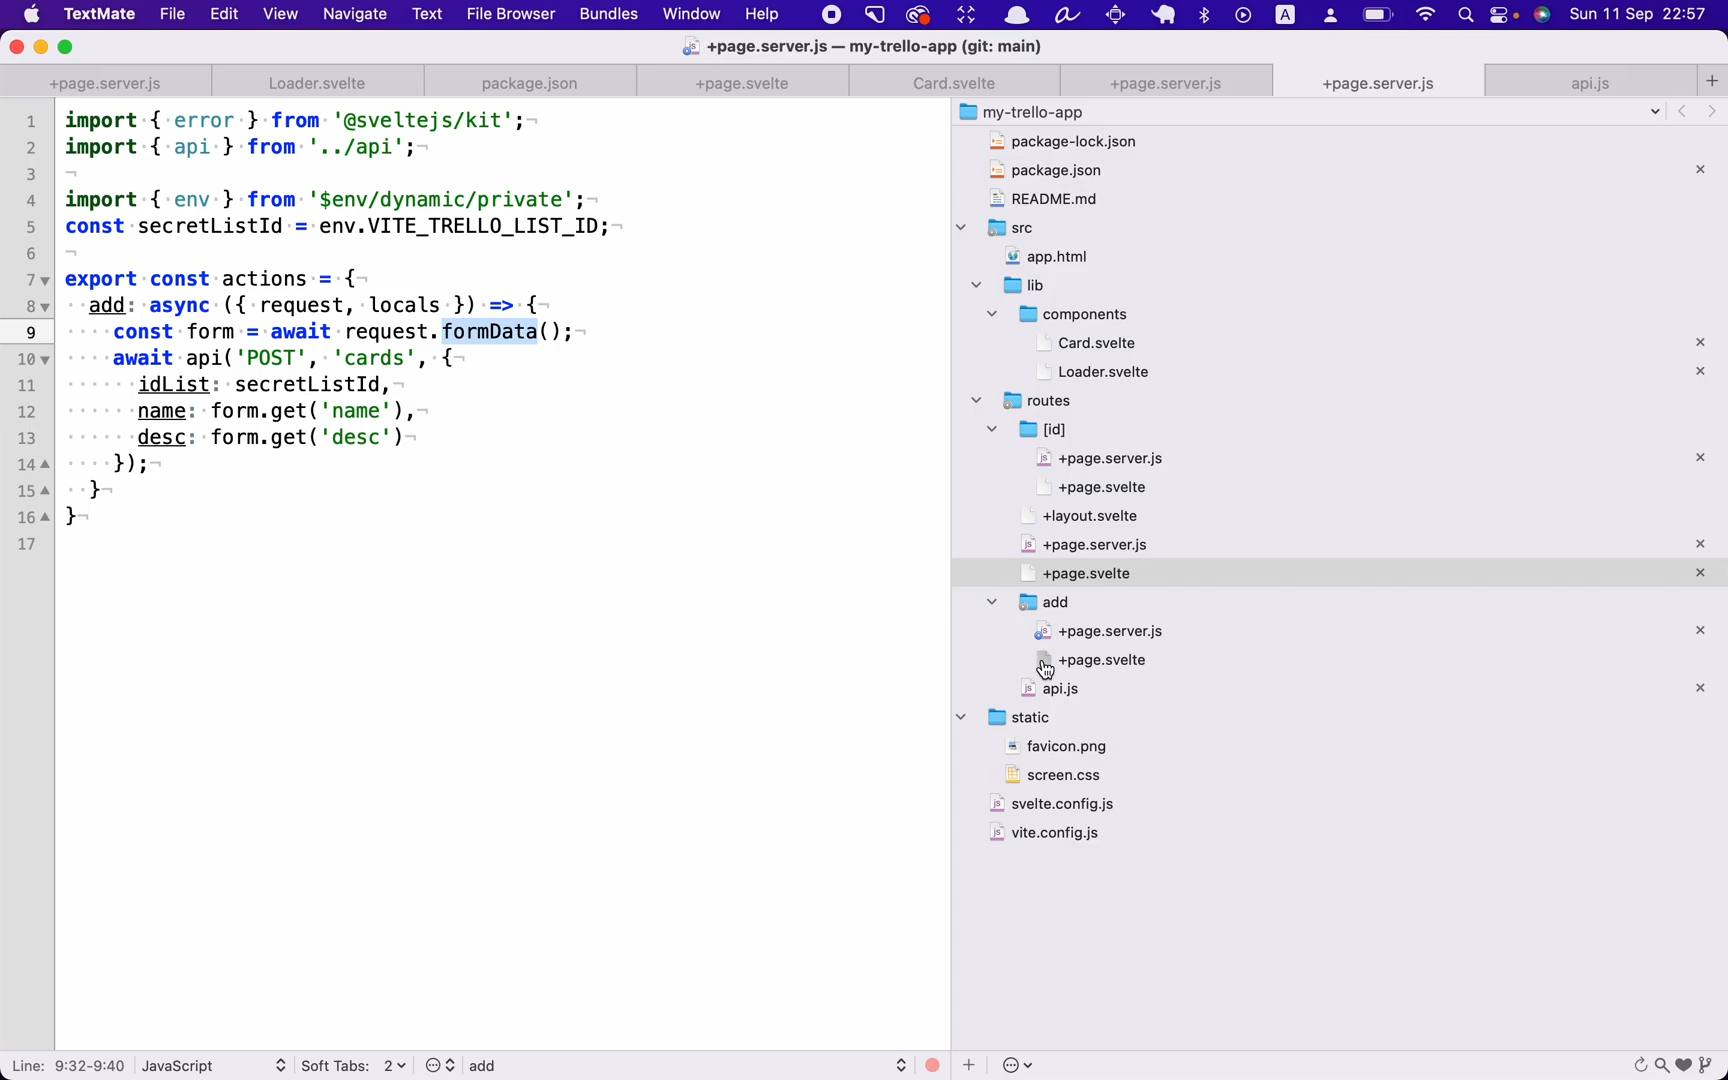 TextMate File Edit View Navigate Text File Browser Bundles Window Help A Sun 11 Sep 22:57
+page.server.js — my-trello-app (git: main)
+page.server.js Loader.svelte package.json +page.svelte Card.svelte +page.server.js +page.server.js api.js +
1 import { error } from '@sveltejs/kit';¬
2 import { api } from '../api';¬
3 ¬
4 import { env } from '$env/dynamic/private';¬
5 const secretListId = env.VITE_TRELLO_LIST_ID;¬
6 ¬
7 export const actions = {¬
8 ··add: async ({ request, locals }) => {¬
9 ····const form = await request.formData();¬
10 ····await api('POST', 'cards', {¬
11 ······idList: secretListId,¬
12 ······name: form.get('name'),¬
13 ······desc: form.get('desc')¬
14 ····});¬
15 ··}¬
16 }¬
17
my-trello-app
package-lock.json
package.json
README.md
src
app.html
lib
components
Card.svelte
Loader.svelte
routes
[id]
+page.server.js
+page.svelte
+layout.svelte
+page.server.js
+page.svelte
add
+page.server.js
+page.svelte
api.js
static
favicon.png
screen.css
svelte.config.js
vite.config.js
Line: 9:32-9:40 JavaScript Soft Tabs: 2 add